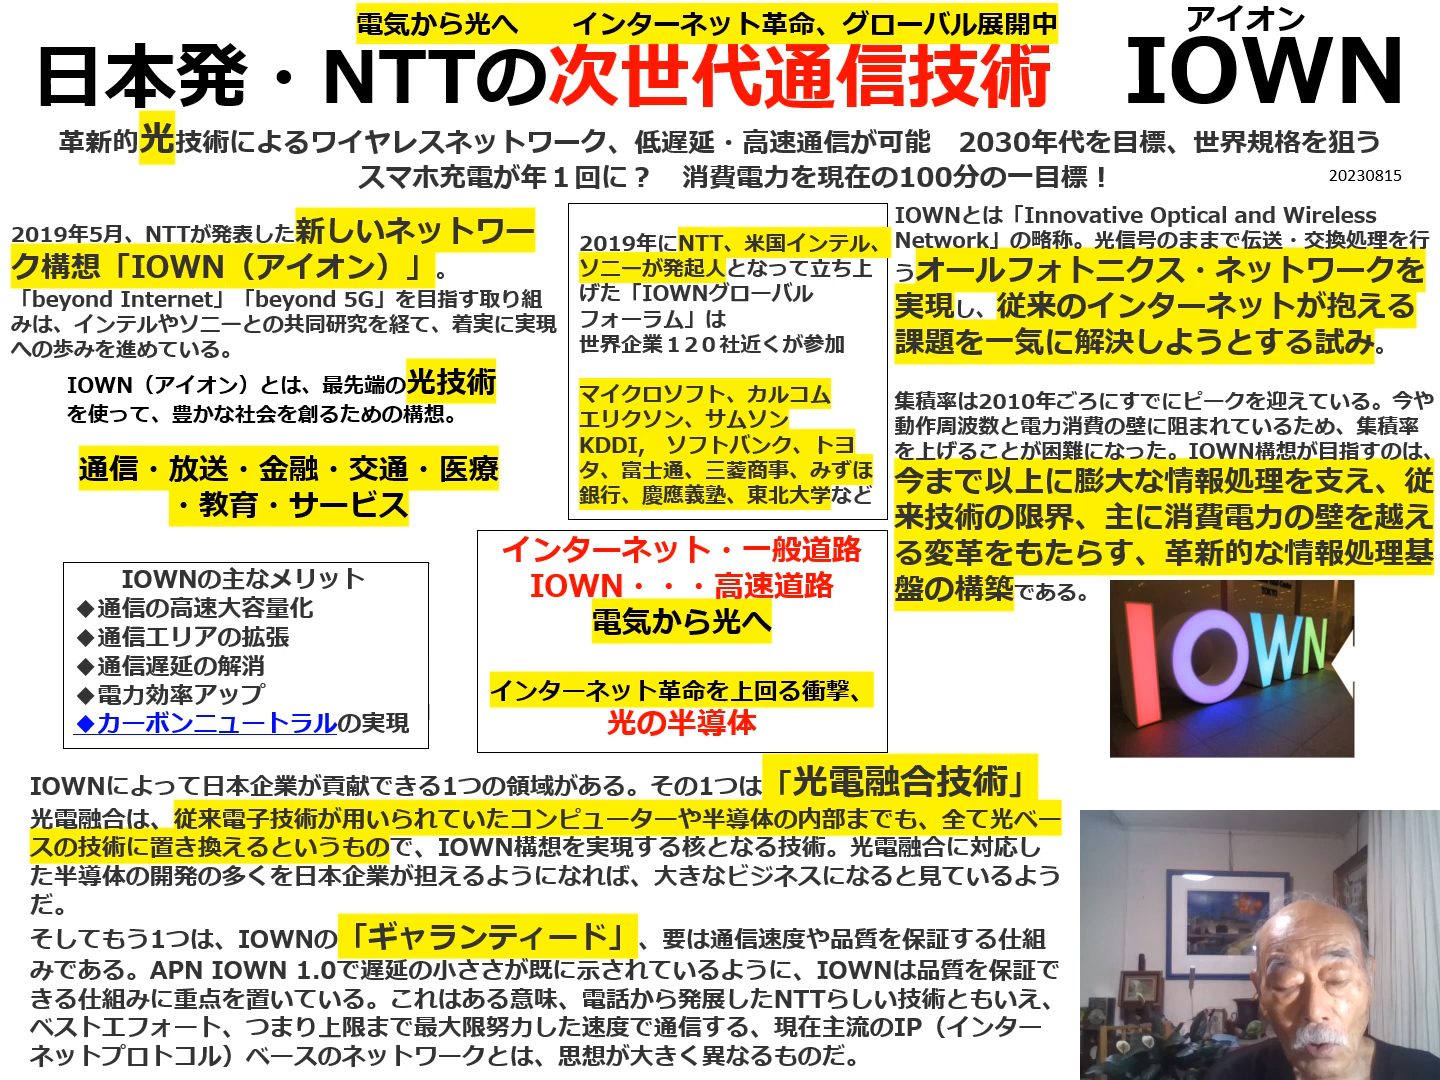 電気から光へ　　インターネット革命、グローバル展開中
アイオン
日本発・NTTの次世代通信技術　IOWN
革新的光技術によるワイヤレスネットワーク、低遅延・高速通信が可能　2030年代を目標、世界規格を狙う
スマホ充電が年１回に？　消費電力を現在の100分の一目標！
20230815
2019年5月、NTTが発表した新しいネットワー
ク構想「IOWN（アイオン）」。
「beyond Internet」「beyond 5G」を目指す取り組
みは、インテルやソニーとの共同研究を経て、着実に実現
への歩みを進めている。
IOWN（アイオン）とは、最先端の光技術
を使って、豊かな社会を創るための構想。
通信・放送・金融・交通・医療
・教育・サービス
IOWNの主なメリット
◆通信の高速大容量化
◆通信エリアの拡張
◆通信遅延の解消
◆電力効率アップ
◆カーボンニュートラルの実現
2019年にNTT、米国インテル、
ソニーが発起人となって立ち上
げた「IOWNグローバル
フォーラム」は
世界企業１２０社近くが参加
マイクロソフト、カルコム
エリクソン、サムソン
KDDI,　ソフトバンク、トヨ
タ、富士通、三菱商事、みずほ
銀行、慶應義塾、東北大学など
インターネット・一般道路
IOWN・・・高速道路
電気から光へ
インターネット革命を上回る衝撃、
光の半導体
IOWNとは「Innovative Optical and Wireless
Network」の略称。光信号のままで伝送・交換処理を行
うオールフォトニクス・ネットワークを
実現し、従来のインターネットが抱える
課題を一気に解決しようとする試み。
集積率は2010年ごろにすでにピークを迎えている。今や
動作周波数と電力消費の壁に阻まれているため、集積率
を上げることが困難になった。IOWN構想が目指すのは、
今まで以上に膨大な情報処理を支え、従
来技術の限界、主に消費電力の壁を越え
る変革をもたらす、革新的な情報処理基
盤の構築である。
IOWN
IOWNによって日本企業が貢献できる1つの領域がある。その1つは「光電融合技術」
光電融合は、従来電子技術が用いられていたコンピューターや半導体の内部までも、全て光ベー
スの技術に置き換えるというもので、IOWN構想を実現する核となる技術。光電融合に対応し
た半導体の開発の多くを日本企業が担えるようになれば、大きなビジネスになると見ているよう
だ。
そしてもう1つは、IOWNの「ギャランティード」、要は通信速度や品質を保証する仕組
みである。APN IOWN 1.0で遅延の小ささが既に示されているように、IOWNは品質を保証で
きる仕組みに重点を置いている。これはある意味、電話から発展したNTTらしい技術ともいえ、
ベストエフォート、つまり上限まで最大限努力した速度で通信する、現在主流のIP（インター
ネットプロトコル）ベースのネットワークとは、思想が大きく異なるものだ。